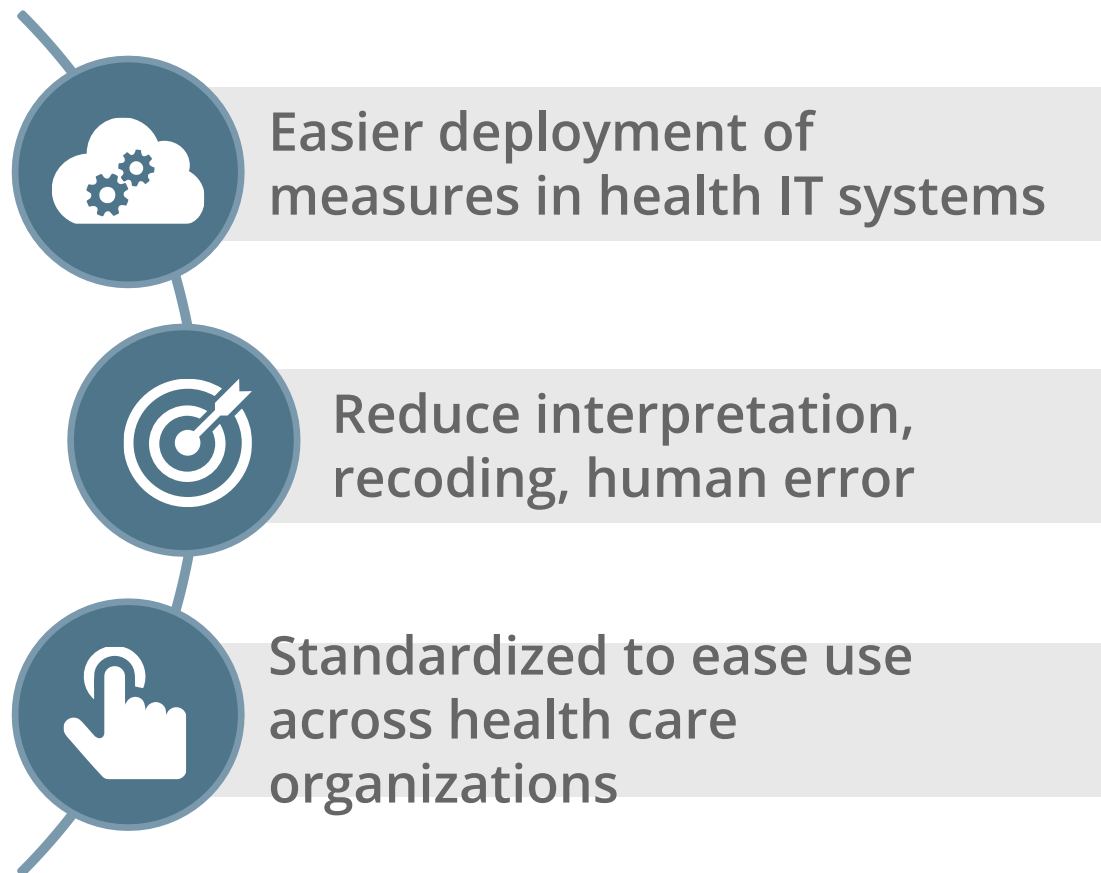 Easier deployment of
measures in health IT systems
Reduce interpretation,
recoding, human error
Standardized to ease use
across health care
organizations